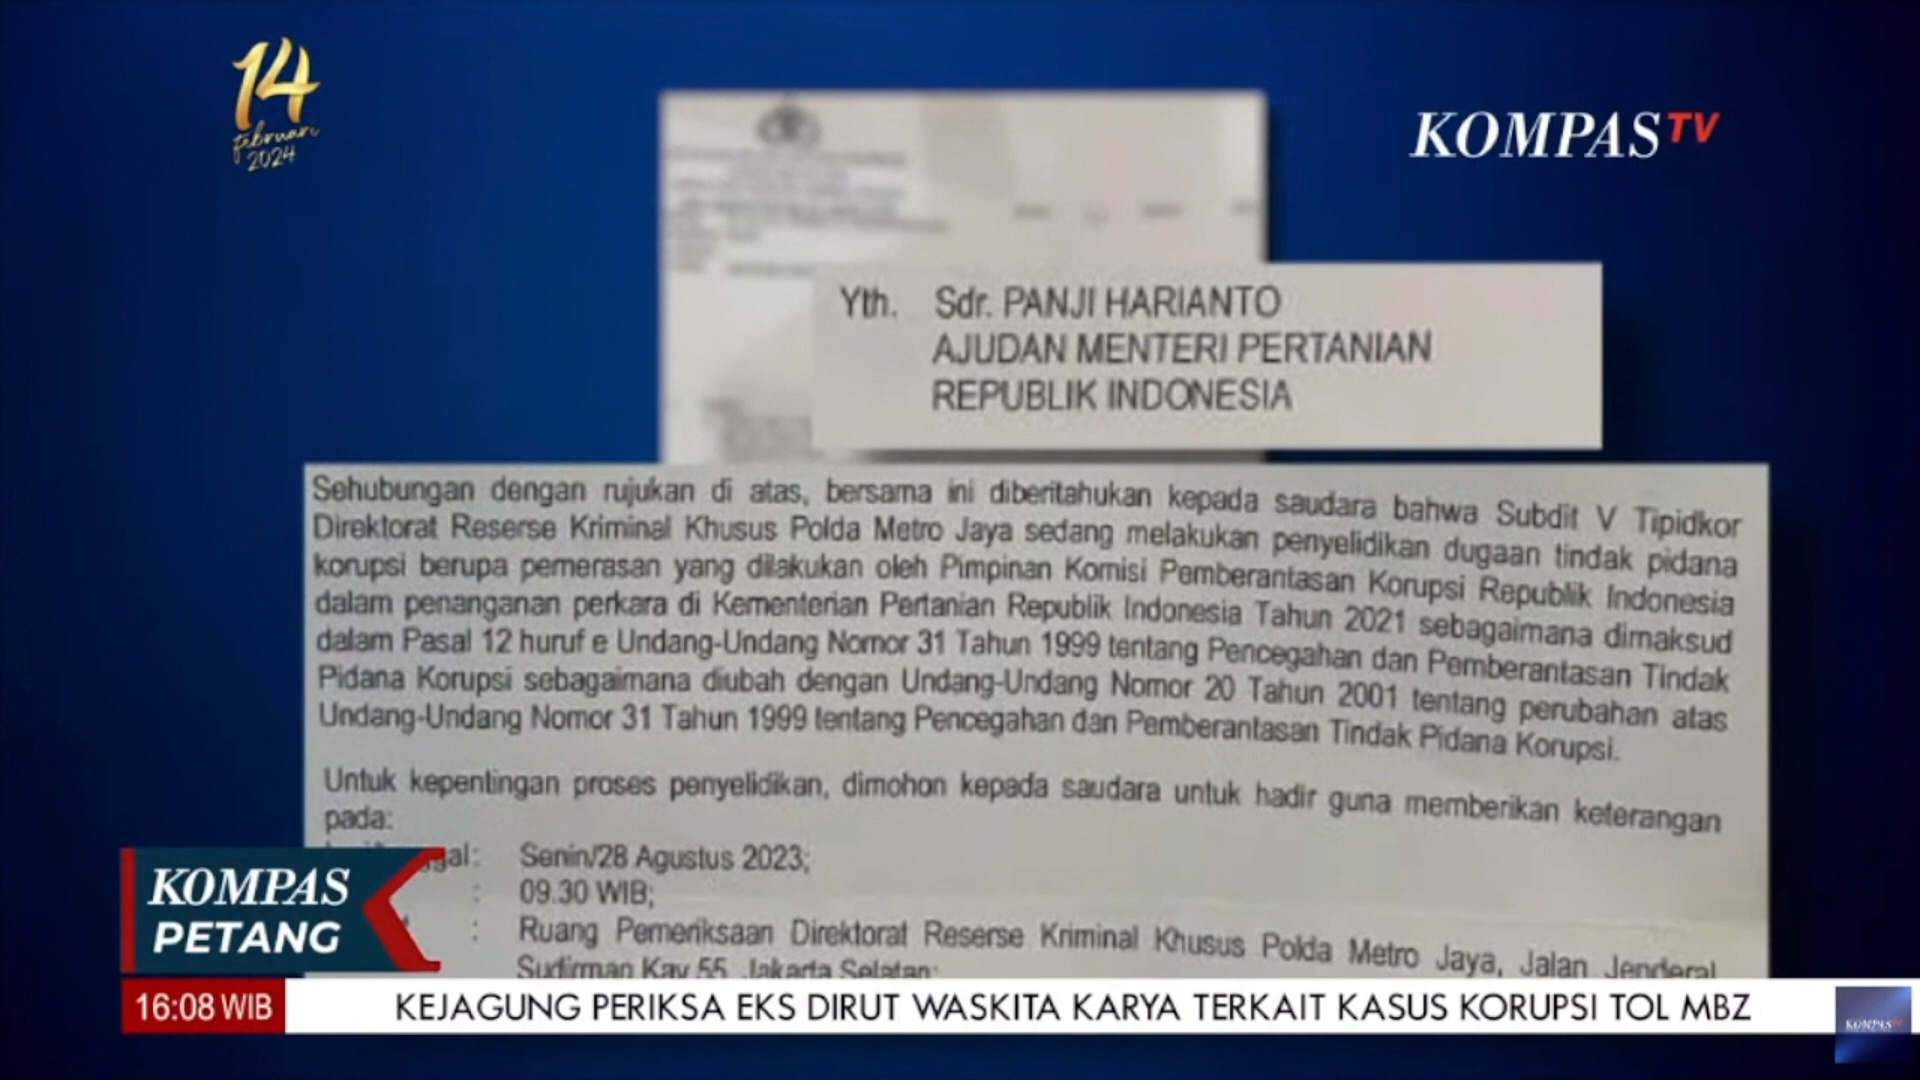 14
Februari
2024
KOMPAS TV
Yth. Sdr. PANJI HARIANTO
AJUDAN MENTERI PERTANIAN
REPUBLIK INDONESIA
Sehubungan dengan rujukan di atas, bersama ini diberitahukan kepada saudara bahwa Subdit V Tipidkor
Direktorat Reserse Kriminal Khusus Polda Metro Jaya sedang melakukan penyelidikan dugaan tindak pidana
korupsi berupa pemerasan yang dilakukan oleh Pimpinan Komisi Pemberantasan Korupsi Republik Indonesia
dalam penanganan perkara di Kementerian Pertanian Republik Indonesia Tahun 2021 sebagaimana dimaksud
dalam Pasal 12 huruf e Undang-Undang Nomor 31 Tahun 1999 tentang Pencegahan dan Pemberantasan Tindak
Pidana Korupsi sebagaimana diubah dengan Undang-Undang Nomor 20 Tahun 2001 tentang perubahan atas
Undang-Undang Nomor 31 Tahun 1999 tentang Pencegahan dan Pemberantasan Tindak Pidana Korupsi.
Untuk kepentingan proses penyelidikan, dimohon kepada saudara untuk hadir guna memberikan keterangan
pada:
: Senin/28 Agustus 2023;
: 09.30 WIB;
: Ruang Pemeriksaan Direktorat Reserse Kriminal Khusus Polda Metro Jaya, Jalan Jenderal
Sudirman Kav 55, Jakarta Selatan;
KOMPAS
PETANG
16:08 WIB
KEJAGUNG PERIKSA EKS DIRUT WASKITA KARYA TERKAIT KASUS KORUPSI TOL MBZ
KOMPAS TV